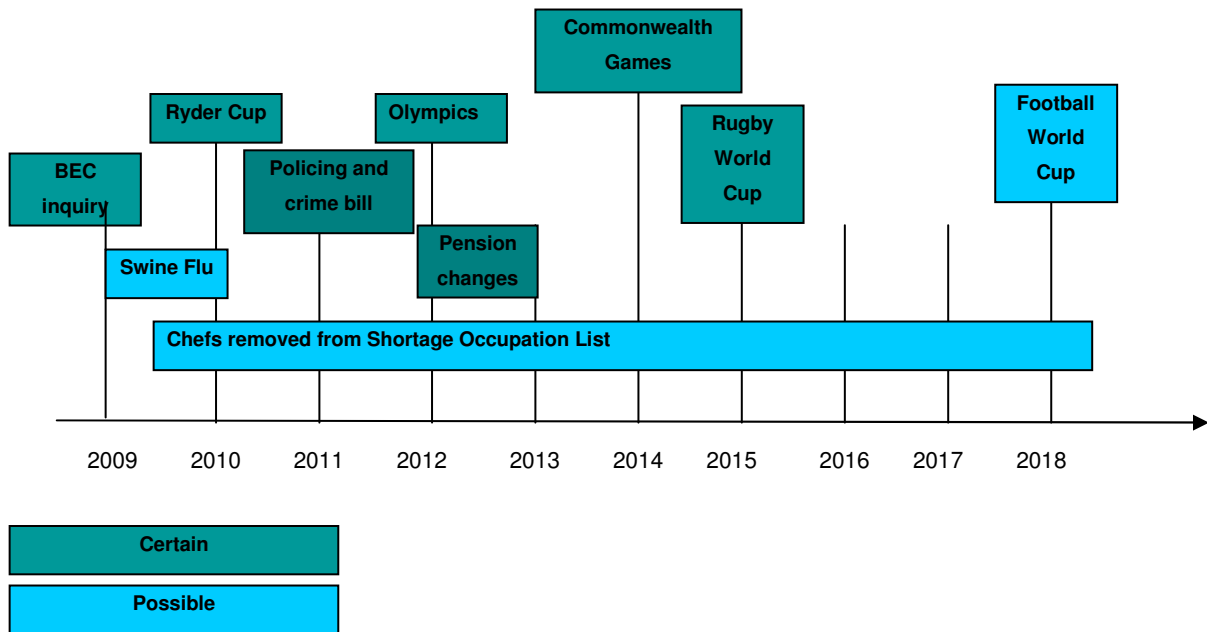 Commonwealth
Games
Ryder Cup
Olympics
Football
World
Cup
Rugby
World
Cup
BEC
inquiry
Policing and
crime bill
Pension
changes
Swine Flu
Chefs removed from Shortage Occupation List
2009 2010 2011 2012 2013 2014 2015 2016 2017 2018
Certain
Possible